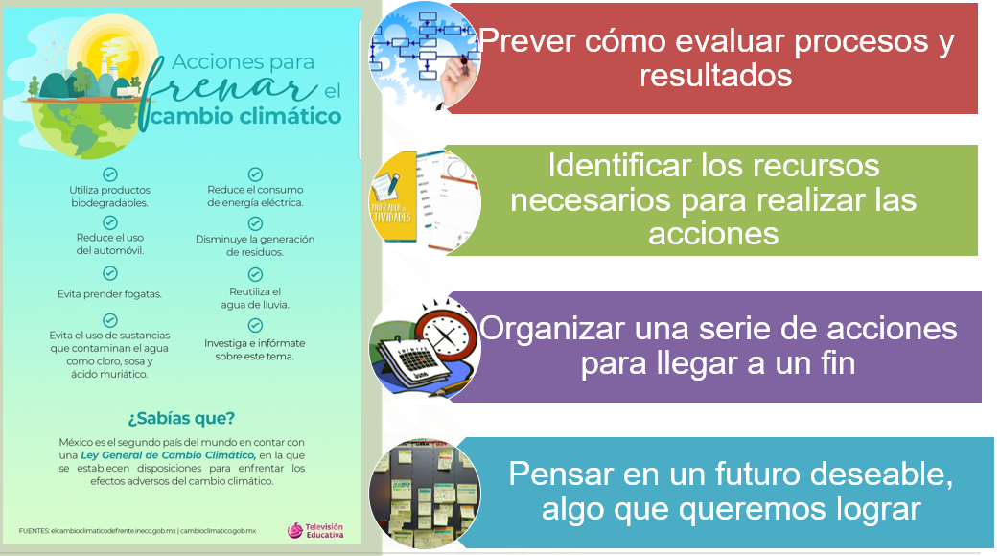 Acciones para
frenar el
cambio climático
Utiliza productos
biodegradables.
Reduce el uso
del automóvil.
Evita prender fogatas.
Evita el uso de sustancias
que contaminan el agua
como cloro, sosa y
ácido muriático.
Reduce el consumo
de energía eléctrica.
Disminuye la generación
de residuos.
Reutiliza el
agua de lluvia.
Investiga e infórmate
sobre este tema.
¿Sabías que?
México es el segundo país del mundo en contar con
una Ley General de Cambio Climático, en la que
se establecen disposiciones para enfrentar los
efectos adversos del cambio climático.
FUENTES: elcambioclimaticodefrente.inecc.gob.mx | cambioclimatico.gob.mx
Televisión
Educativa
Prever cómo evaluar procesos y
resultados
Identificar los recursos
necesarios para realizar las
acciones
Organizar una serie de acciones
para llegar a un fin
Pensar en un futuro deseable,
algo que queremos lograr